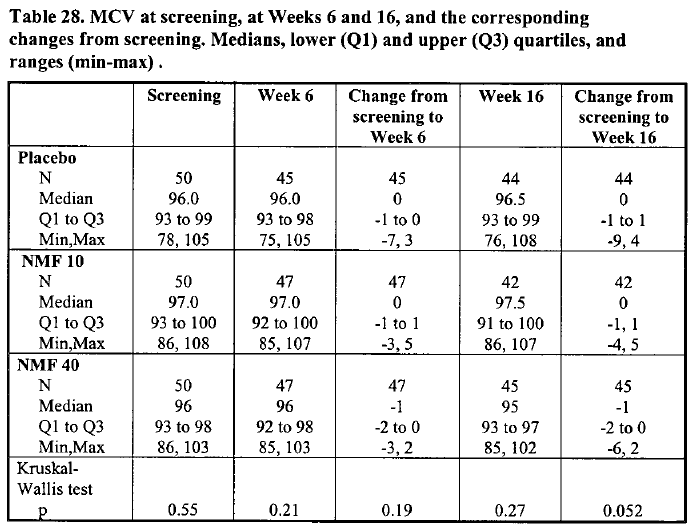 Table 28. MCV at screening, at Weeks 6 and 16, and the corresponding
changes from screening. Medians, lower (Q1) and upper (Q3) quartiles, and
ranges (min-max) .
Screening Week 6 Change from screening to Week 6 Week 16 Change from screening to Week 16
Placebo
N 50 45 45 44 44
Median 96.0 96.0 0 96.5 0
Q1 to Q3 93 to 99 93 to 98 -1 to 0 93 to 99 -1 to 1
Min,Max 78, 105 75, 105 -7, 3 76, 108 -9, 4
NMF 10
N 50 47 47 42 42
Median 97.0 97.0 0 97.5 0
Q1 to Q3 93 to 100 92 to 100 -1 to 1 91 to 100 -1, 1
Min,Max 86, 108 85, 107 -3, 5 86, 107 -4, 5
NMF 40
N 50 47 47 45 45
Median 96 96 -1 95 -1
Q1 to Q3 93 to 98 92 to 98 -2 to 0 93 to 97 -2 to 0
Min,Max 86, 103 85, 103 -3, 2 85, 102 -6, 2
Kruskal-
Wallis test
p 0.55 0.21 0.19 0.27 0.052